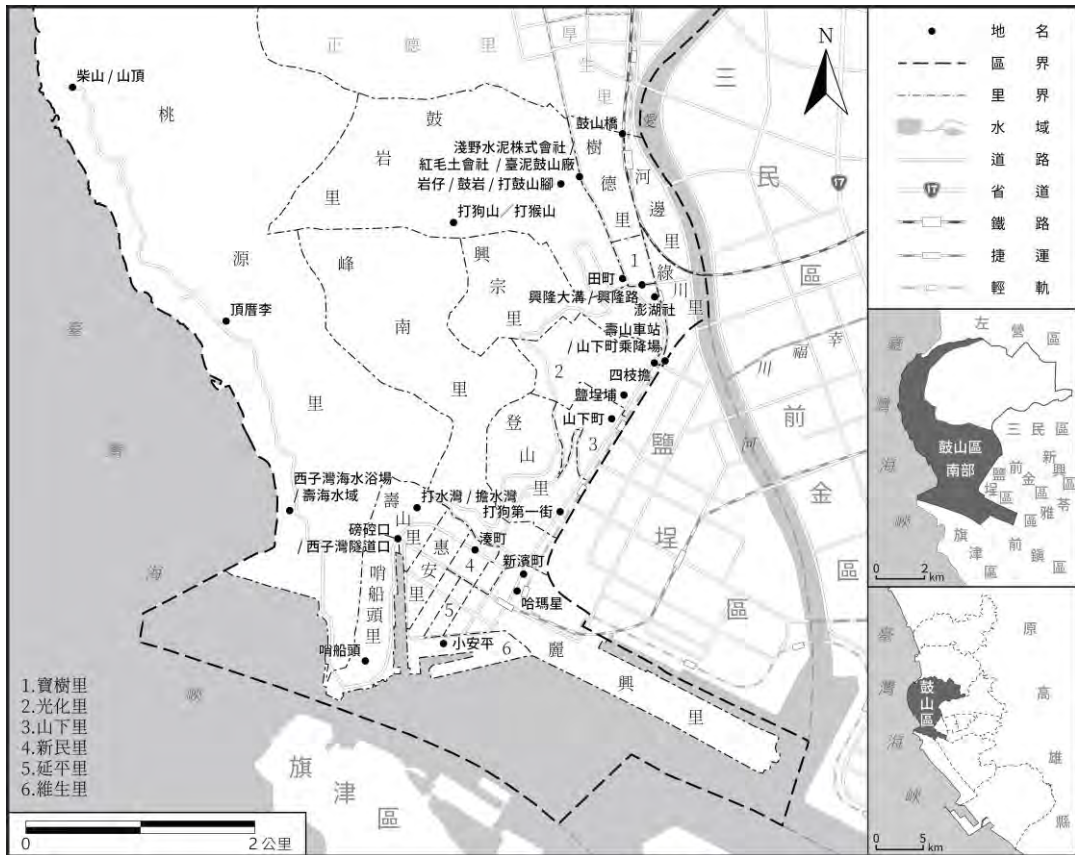 正德里
厚生里
三民區
N
柴山 / 山頂
桃源里
鼓岩里
鼓山橋
愛河
淺野水泥株式會社 /
紅毛土會社 / 臺泥鼓山廠
岩仔 / 鼓岩 / 打鼓山腳
樹德里
河邊里
17
打狗山 / 打猴山
峰南里
興宗里
田町
1
綠川里
興隆大溝 / 興隆路
澎湖社
頂厝李
壽山車站
/ 山下町乘降場
四枝擔
2
鹽埕埔
山下町
3
幸福川
前金區
鹽埕區
登山里
臺灣海峽
西子灣海水浴場
/ 壽海水域
壽山里
打水灣 / 擔水灣
打狗第一街
磅硿口
/ 西子灣隧道口
惠安里
湊町
4
新濱町
哈瑪星
哨船頭里
5
小安平
6
哨船頭
麗興里
旗津區
1.寶樹里
2.光化里
3.山下里
4.新民里
5.延平里
6.維生里
0 2 公里
地名
區界
里界
水域
道路
17 省道
鐵路
捷運
輕軌
左營區
臺灣海峽
鼓山區
南部
三民區
鹽埕區
前金區
新興區
苓雅區
旗津區
前鎮區
0 2 km
臺灣海峽
鼓山區
原高雄縣
0 5 km